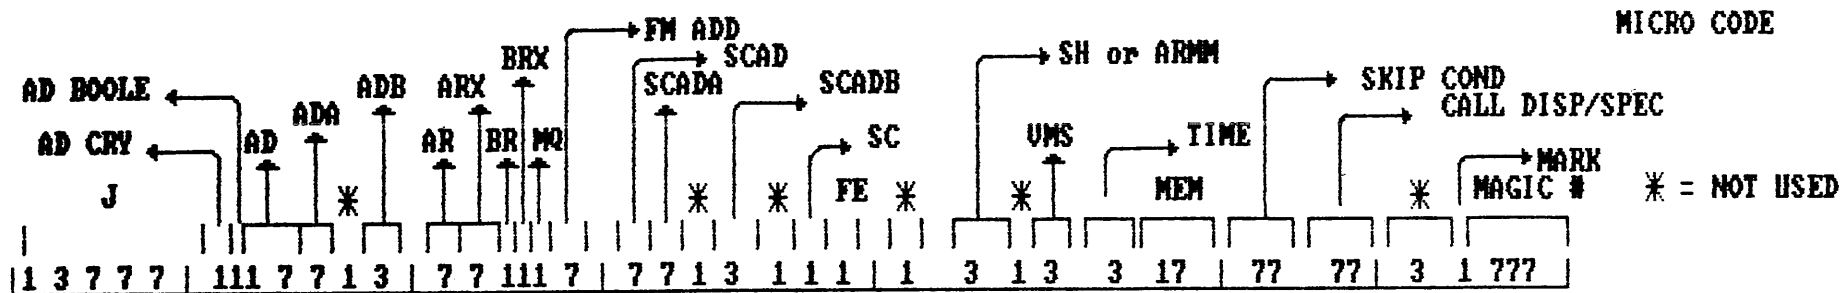 MICRO CODE
FM ADD
BRX SCAD SH or ARMM
AD BOOLE ADB ARX SCADA SCADB SKIP COND
ADA CALL DISP/SPEC
AD CRY AD AR BR MQ SC VMS TIME
MARK
J * * * FE * * MEM * MAGIC # * = NOT USED
|1 3 7 7 7 | 111 7 7 1 3 | 7 7 111 7 | 7 7 1 3 1 1 1 | 1 3 1 3 3 17 | 77 77 | 3 1 777 |